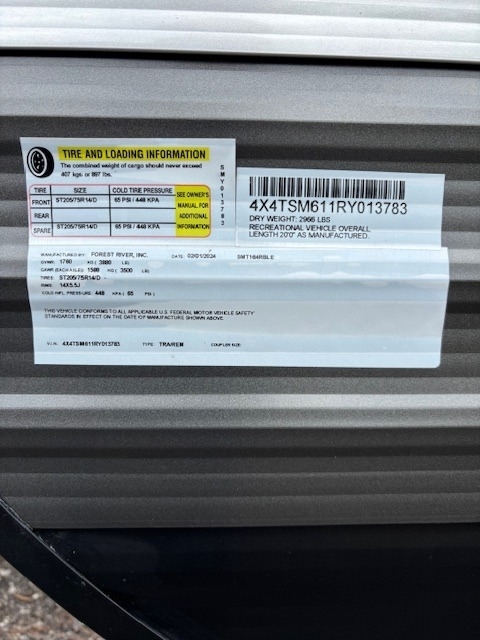 TIRE AND LOADING INFORMATION
The combined weight of cargo should never exceed
407 kgs or 897 lbs.
TIRE SIZE COLD TIRE PRESSURE SEE OWNER'S MANUAL FOR ADDITIONAL INFORMATION
FRONT ST205/75R14/D 65 PSI / 448 KPA
REAR
SPARE ST205/75R14/D 65 PSI / 448 KPA
SMY013783
4X4TSM611RY013783
DRY WEIGHT: 2966 LBS
RECREATIONAL VEHICLE OVERALL
LENGTH 20'0" AS MANUFACTURED.
MANUFACTURED BY: FOREST RIVER, INC. DATE: 02/01/2024 SMT164RBLE
GVWR: 1760 KG ( 3880 LB)
GAWR (EACH AXLE): 1588 KG ( 3500 LB)
TIRES: ST205/75R14/D -
RIMS: 14X5.5J
COLD INFL. PRESSURE: 448 KPA ( 65 PSI )
THIS VEHICLE CONFORMS TO ALL APPLICABLE U.S. FEDERAL MOTOR VEHICLE SAFETY
STANDARDS IN EFFECT ON THE DATE OF MANUFACTURE SHOWN ABOVE.
V.I.N.: 4X4TSM611RY013783 TYPE: TRA/REM COUPLER SIZE: